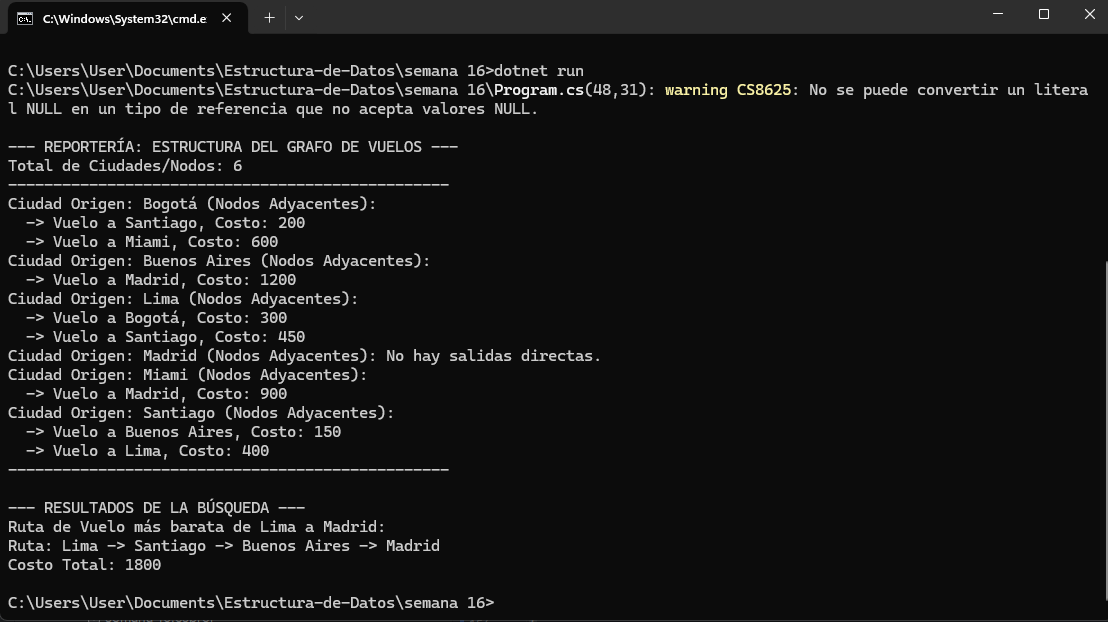 C:\Windows\System32\cmd.e
C:\Users\User\Documents\Estructura-de-Datos\semana 16>dotnet run
C:\Users\User\Documents\Estructura-de-Datos\semana 16\Program.cs(48,31): warning CS8625: No se puede convertir un litera
l NULL en un tipo de referencia que no acepta valores NULL.
--- REPORTERÍA: ESTRUCTURA DEL GRAFO DE VUELOS ---
Total de Ciudades/Nodos: 6
-------------------------------------------------
Ciudad Origen: Bogotá (Nodos Adyacentes):
  -> Vuelo a Santiago, Costo: 200
  -> Vuelo a Miami, Costo: 600
Ciudad Origen: Buenos Aires (Nodos Adyacentes):
  -> Vuelo a Madrid, Costo: 1200
Ciudad Origen: Lima (Nodos Adyacentes):
  -> Vuelo a Bogotá, Costo: 300
  -> Vuelo a Santiago, Costo: 450
Ciudad Origen: Madrid (Nodos Adyacentes): No hay salidas directas.
Ciudad Origen: Miami (Nodos Adyacentes):
  -> Vuelo a Madrid, Costo: 900
Ciudad Origen: Santiago (Nodos Adyacentes):
  -> Vuelo a Buenos Aires, Costo: 150
  -> Vuelo a Lima, Costo: 400
-------------------------------------------------
--- RESULTADOS DE LA BÚSQUEDA ---
Ruta de Vuelo más barata de Lima a Madrid:
Ruta: Lima -> Santiago -> Buenos Aires -> Madrid
Costo Total: 1800
C:\Users\User\Documents\Estructura-de-Datos\semana 16>